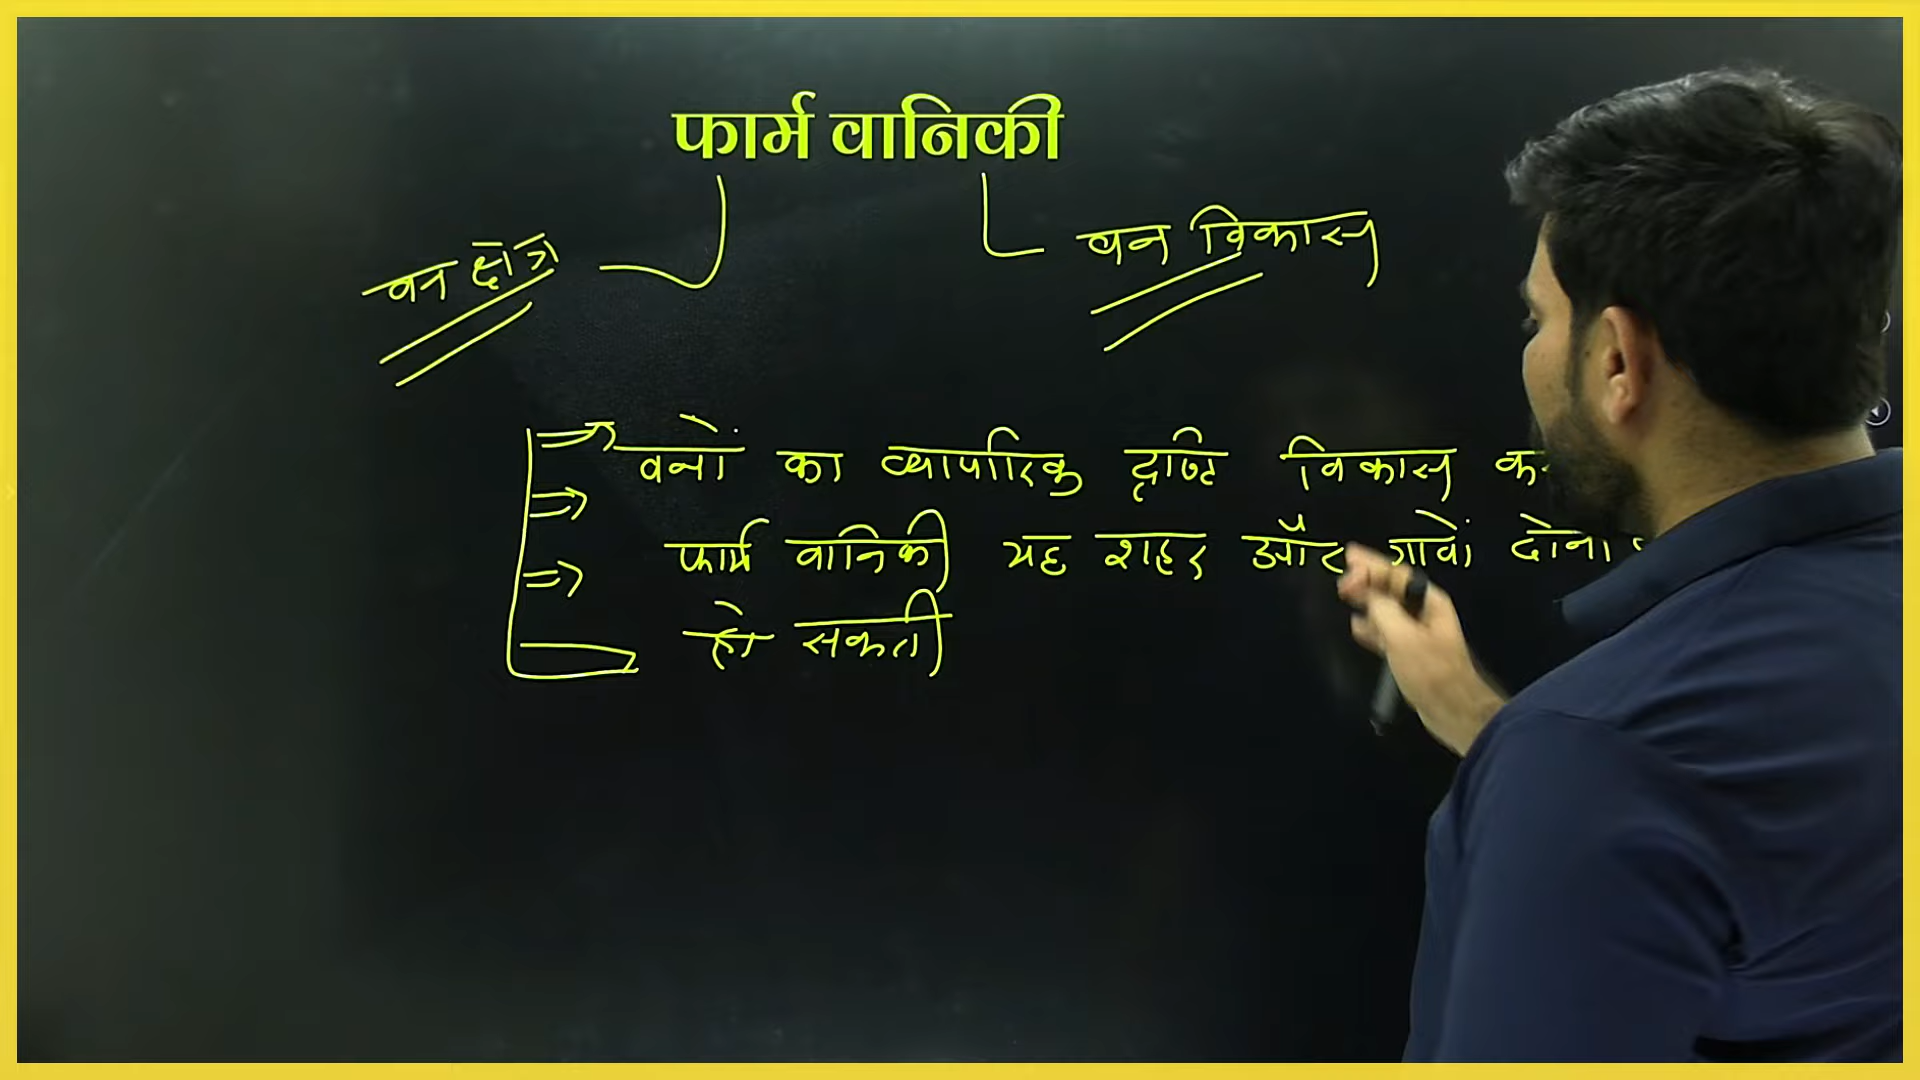 फार्म वानिकी
वन क्षेत्र
वन विकास
वनों का व्यापारिक दृष्टि विकास
फार्म वानिकी यह शहर और गावों दोनो
हो सकती